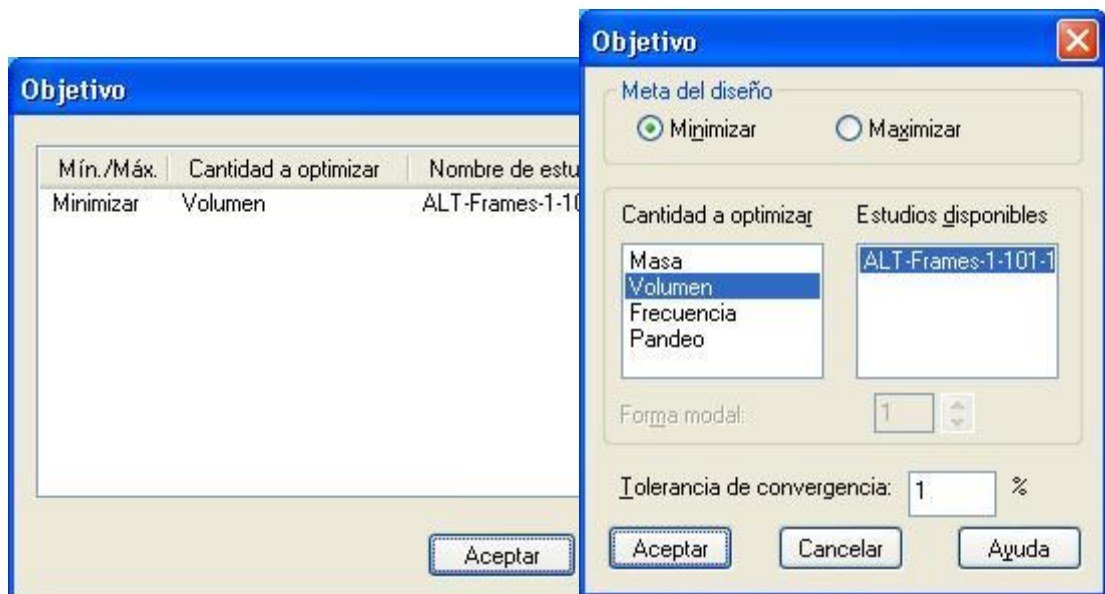 Objetivo
Mín./Máx. Cantidad a optimizar Nombre de estu
Minimizar Volumen ALT-Frames-1-10
Aceptar
Objetivo
Meta del diseño
Minimizar Maximizar
Cantidad a optimizar Estudios disponibles
Masa ALT-Frames-1-101-1
Volumen
Frecuencia
Pandeo
Forma modal: 1
Tolerancia de convergencia: 1 %
Aceptar Cancelar Ayuda